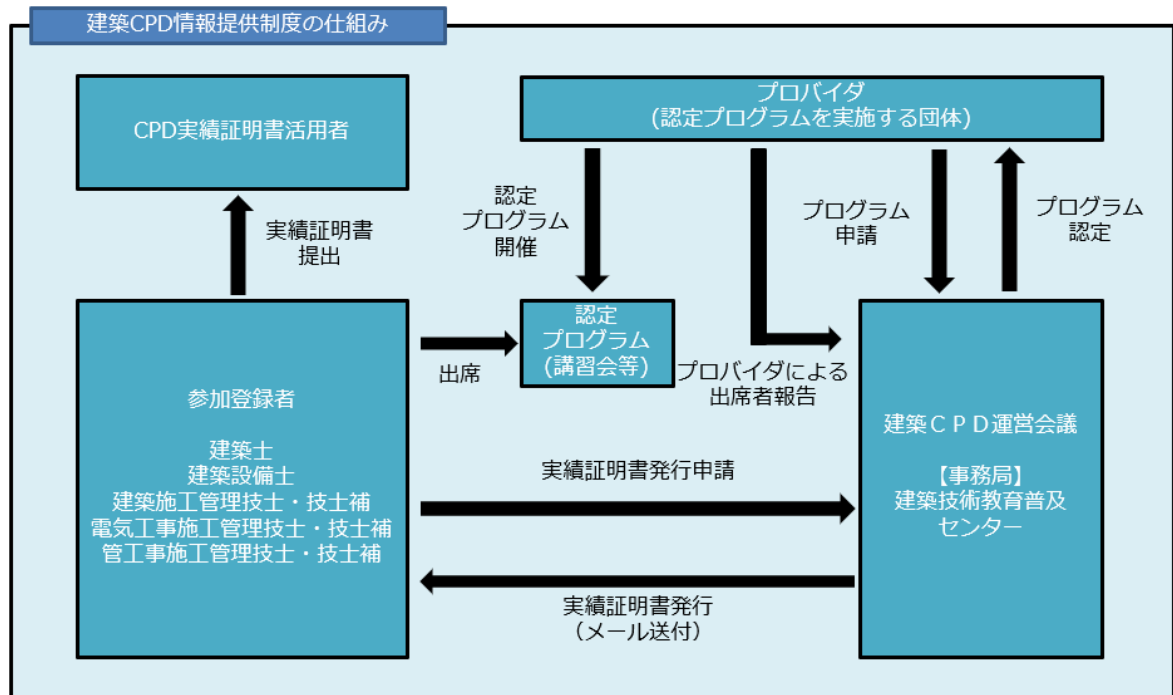 建築CPD情報提供制度の仕組み
CPD実績証明書活用者
プロバイダ
(認定プログラムを実施する団体)
実績証明書
提出
認定
プログラム
開催
プログラム
申請
プログラム
認定
認定
プログラム
(講習会等)
出席
プロバイダによる
出席者報告
参加登録者
建築士
建築設備士
建築施工管理技士・技士補
電気工事施工管理技士・技士補
管工事施工管理技士・技士補
実績証明書発行申請
実績証明書発行
（メール送付）
建築ＣＰＤ運営会議
【事務局】
建築技術教育普及
センター